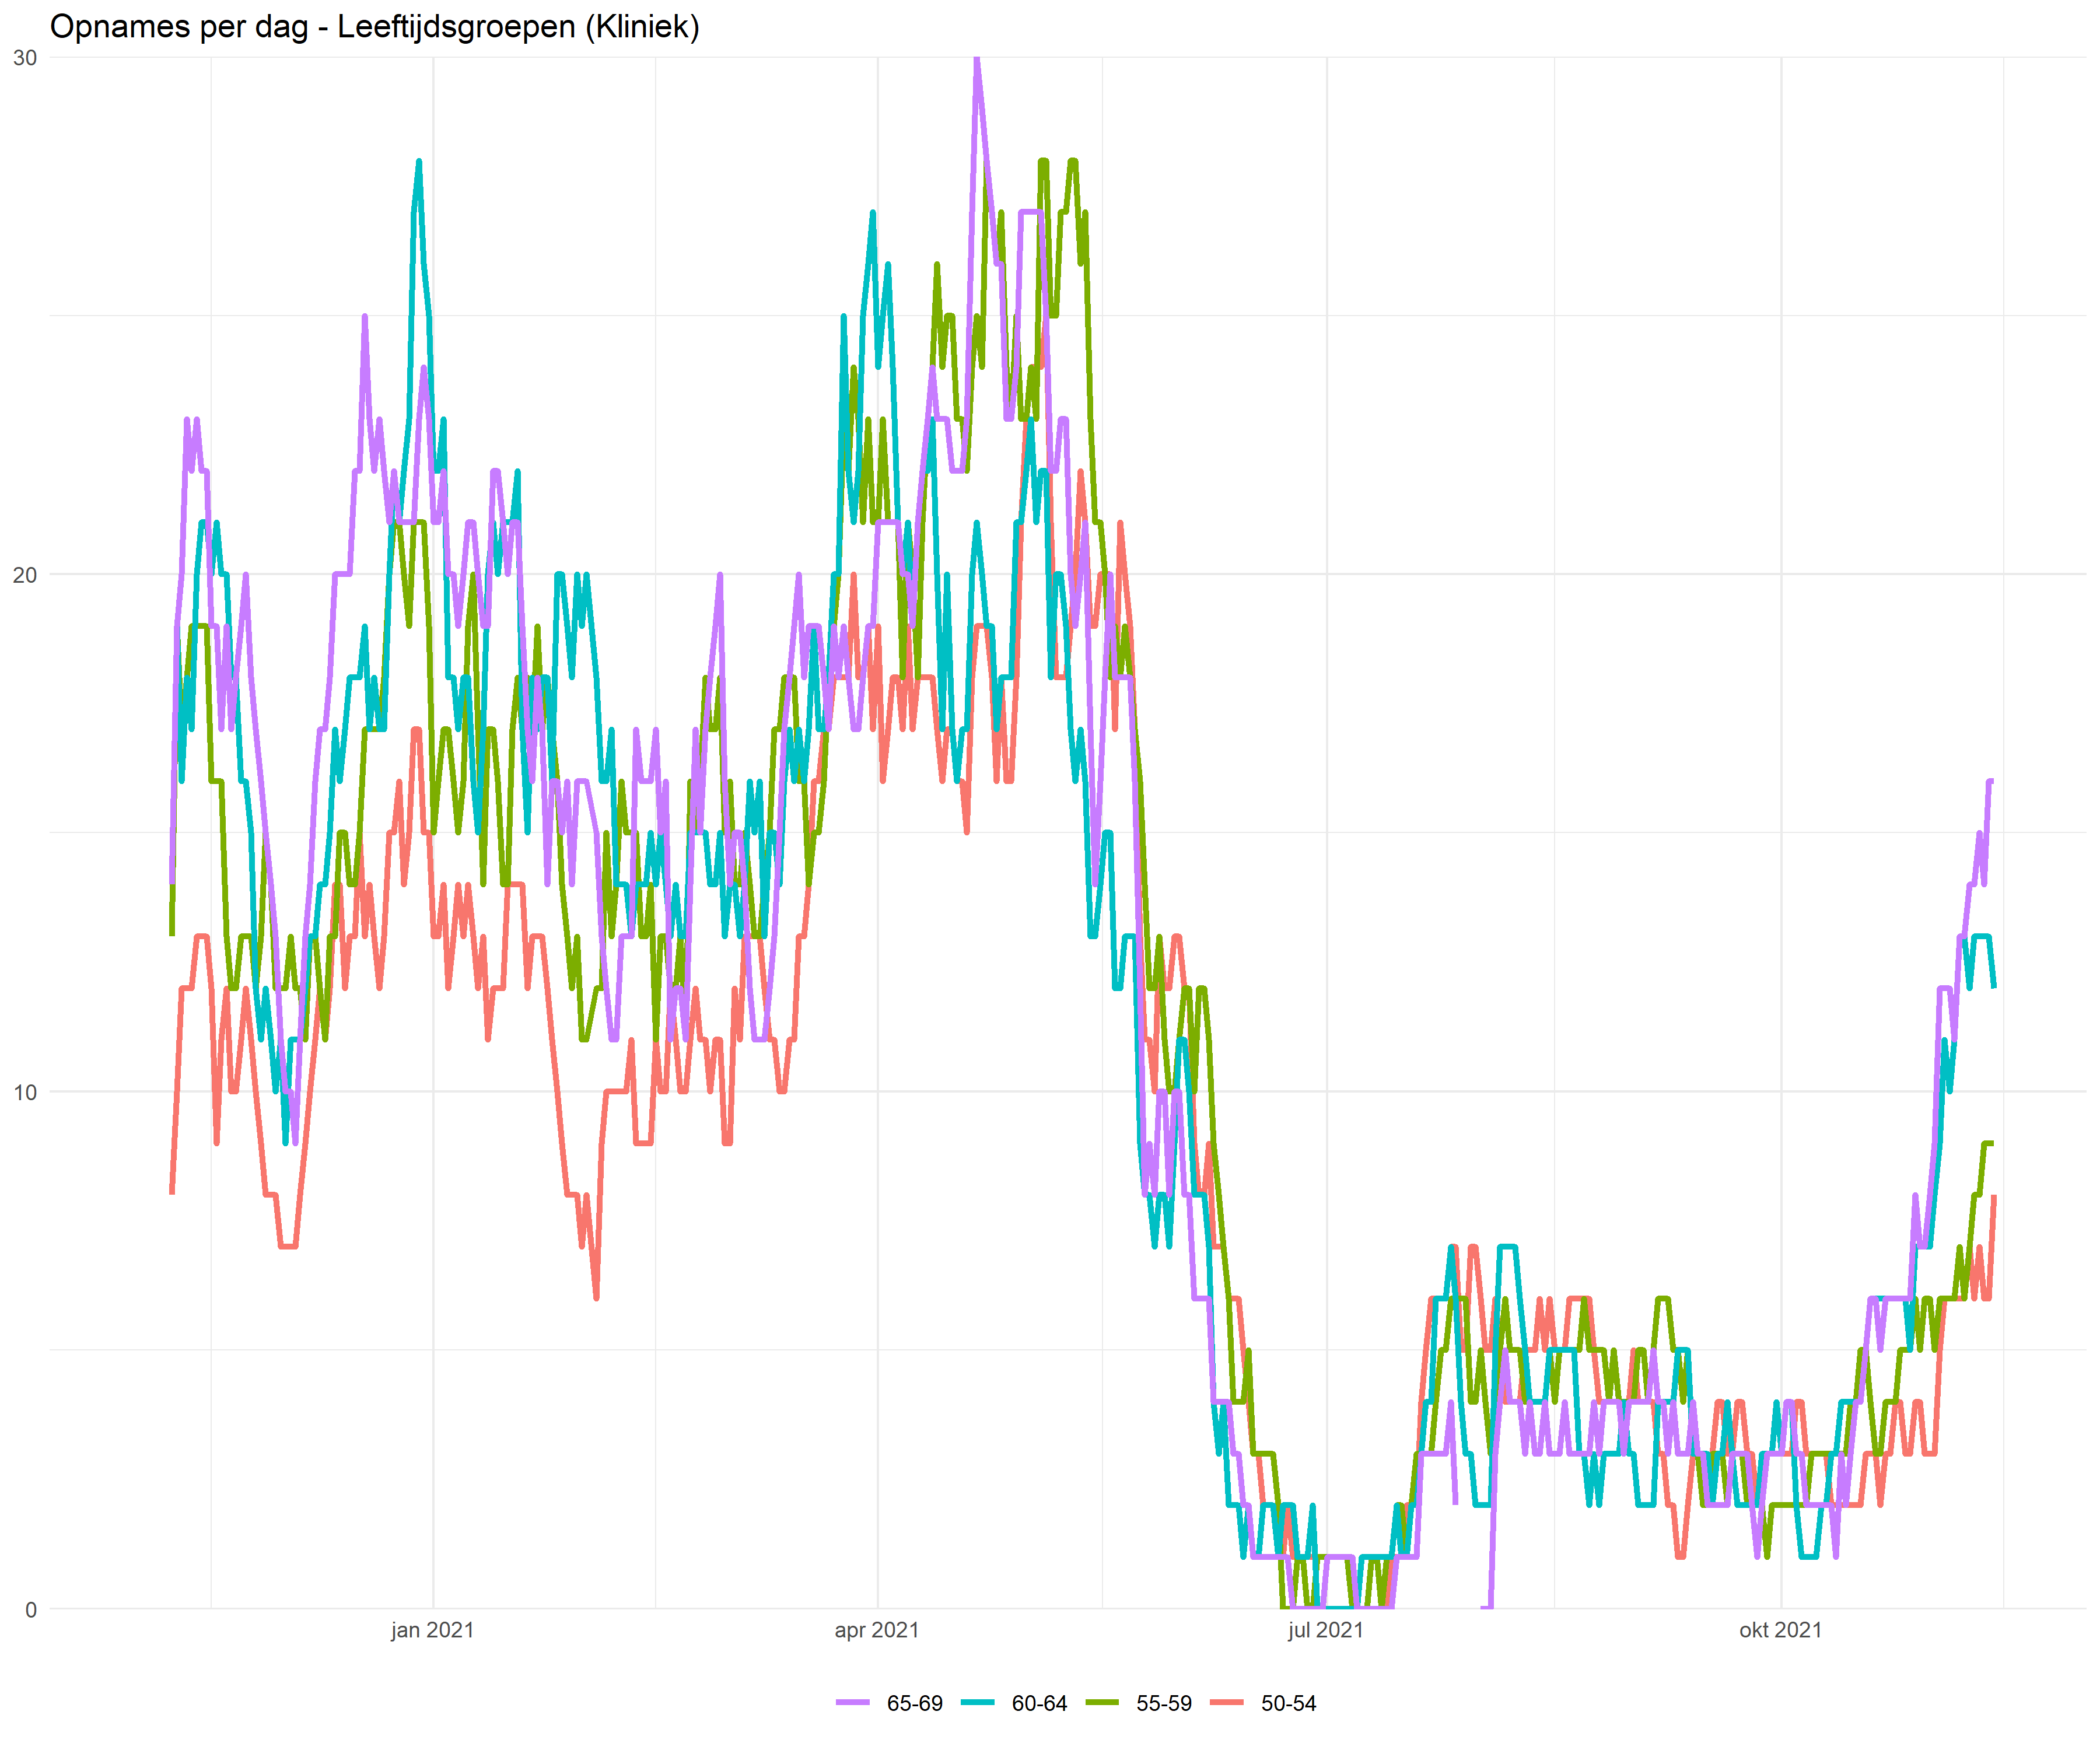 Opnames per dag - Leeftijdsgroepen (Kliniek)
30
20
10
0
jan 2021 apr 2021 jul 2021 okt 2021
65-69 60-64 55-59 50-54